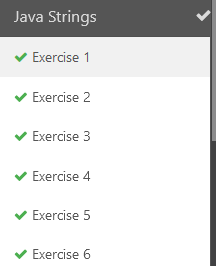 Java Strings
Exercise 1
Exercise 2
Exercise 3
Exercise 4
Exercise 5
Exercise 6